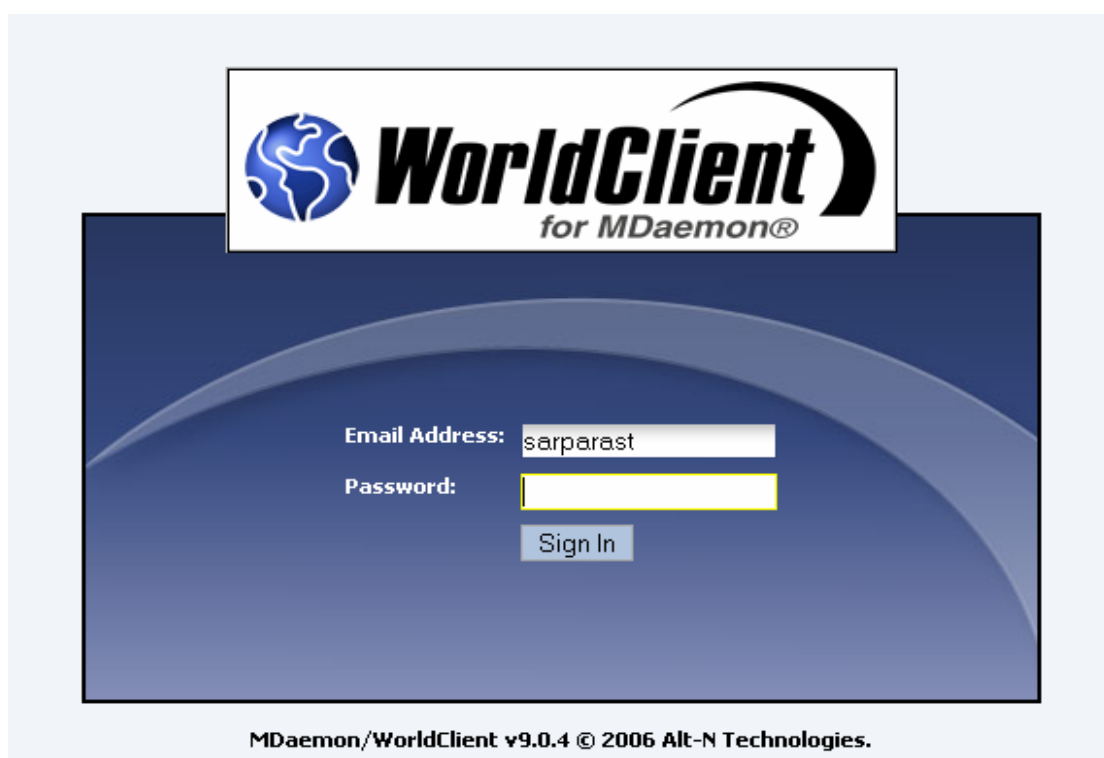 WorldClient
for MDaemon®
Email Address: sarparast
Password:
Sign In
MDaemon/WorldClient v9.0.4 © 2006 Alt-N Technologies.